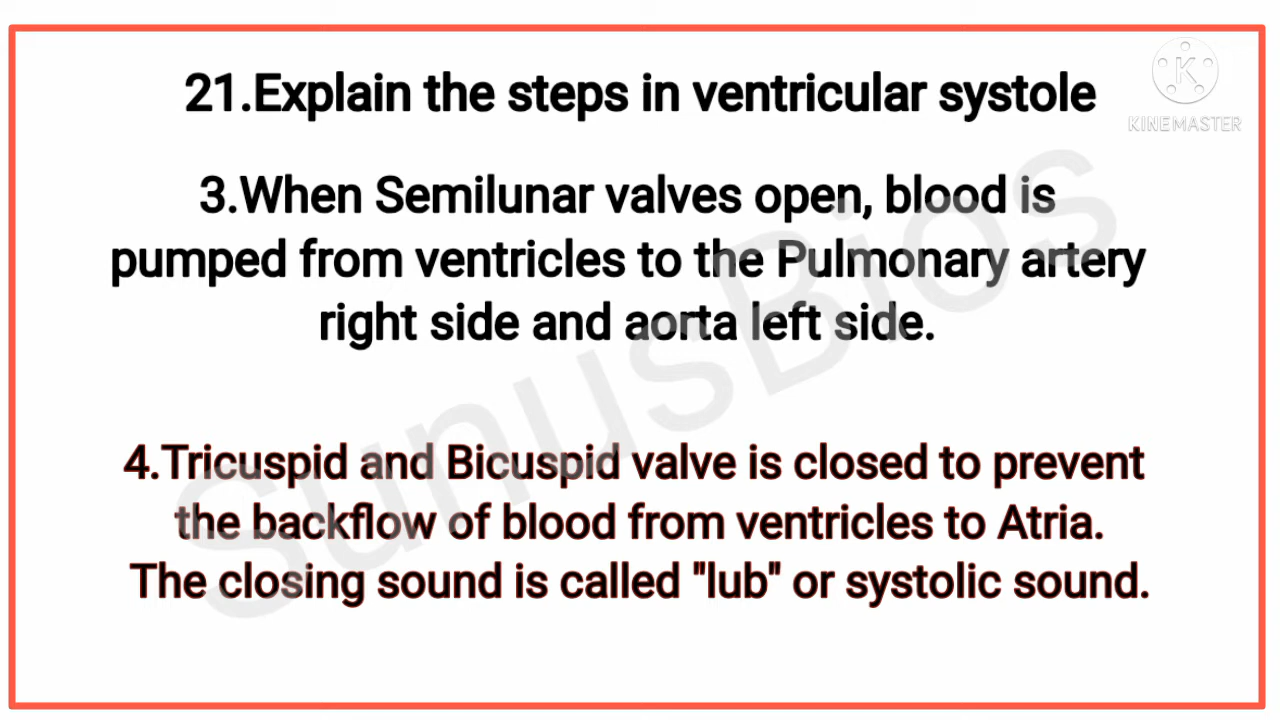 21.Explain the steps in ventricular systole
KINEMASTER
3.When Semilunar valves open, blood is
pumped from ventricles to the Pulmonary artery
right side and aorta left side.
SunusBios
4.Tricuspid and Bicuspid valve is closed to prevent
the backflow of blood from ventricles to Atria.
The closing sound is called "lub" or systolic sound.